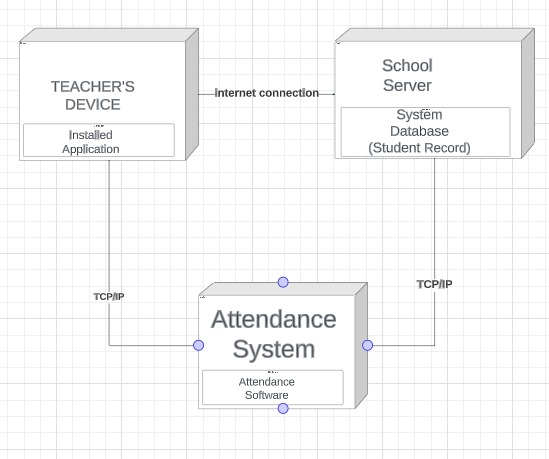 TEACHER'S
DEVICE
Installed
Application
Internet connection
School
Server
System
Database
(Student Record)
TCP/IP
TCP/IP
Attendance
System
Attendance
Software